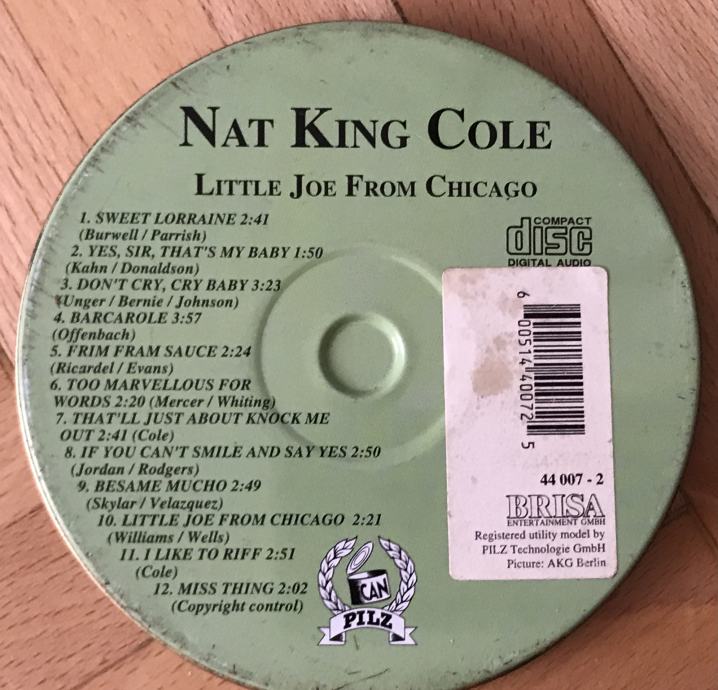 NAT KING COLE
LITTLE JOE FROM CHICAGO
1. SWEET LORRAINE 2:41
(Burwell / Parrish)
2. YES, SIR, THAT'S MY BABY 1:50
(Kahn / Donaldson)
3. DON'T CRY, CRY BABY 3:23
(Unger / Bernie / Johnson)
4. BARCAROLE 3:57
(Offenbach)
5. FRIM FRAM SAUCE 2:24
(Ricardel / Evans)
6. TOO MARVELLOUS FOR
WORDS 2:20 (Mercer / Whiting)
7. THAT'LL JUST ABOUT KNOCK ME
OUT 2:41 (Cole)
8. IF YOU CAN'T SMILE AND SAY YES 2:50
(Jordan / Rodgers)
9. BESAME MUCHO 2:49
(Skylar / Velazquez)
10. LITTLE JOE FROM CHICAGO 2:21
(Williams / Wells)
11. I LIKE TO RIFF 2:51
(Cole)
12. MISS THING 2:02
(Copyright control)
COMPACT
disc
DIGITAL AUDIO
6 00514 40072 5
44 007 - 2
BRISA
ENTERTAINMENT GMBH
Registered utility model by
PILZ Technologie GmbH
Picture: AKG Berlin
CAN
PILZ